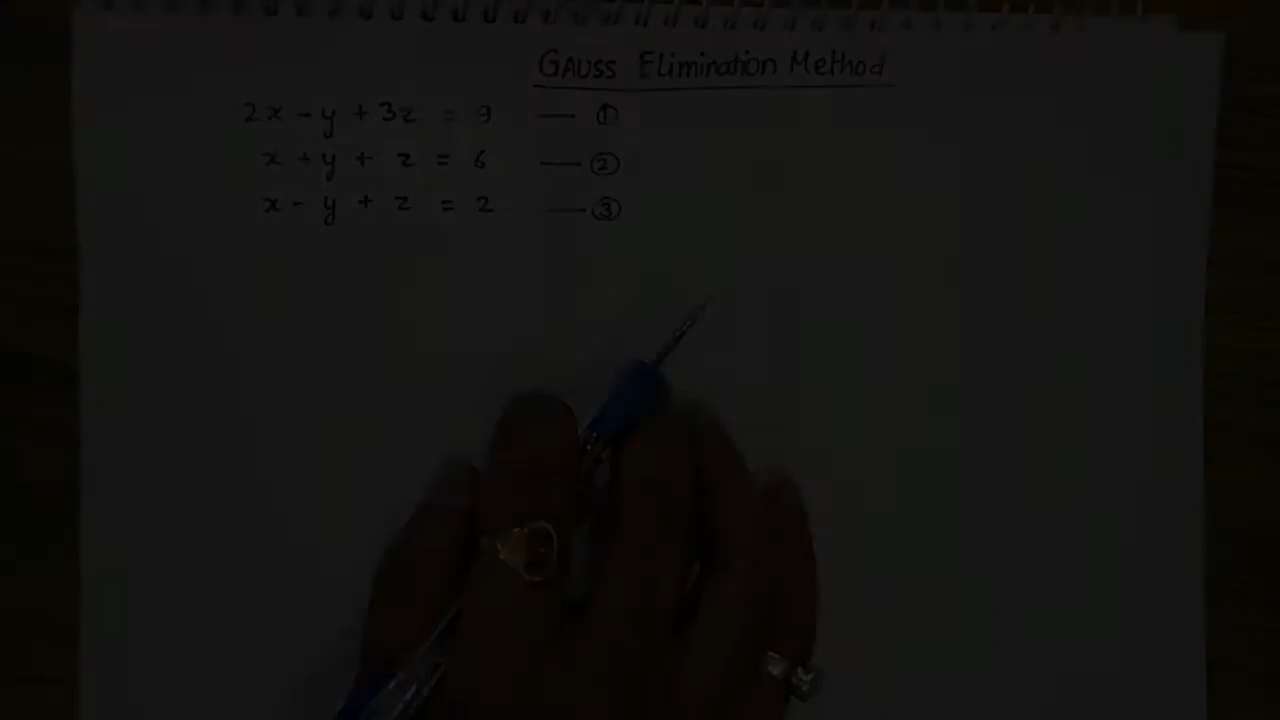 GAUSS Elimination Method
2x - y + 3z = 9 — ①
x + y + z = 6 — ②
x - y + z = 2 — ③